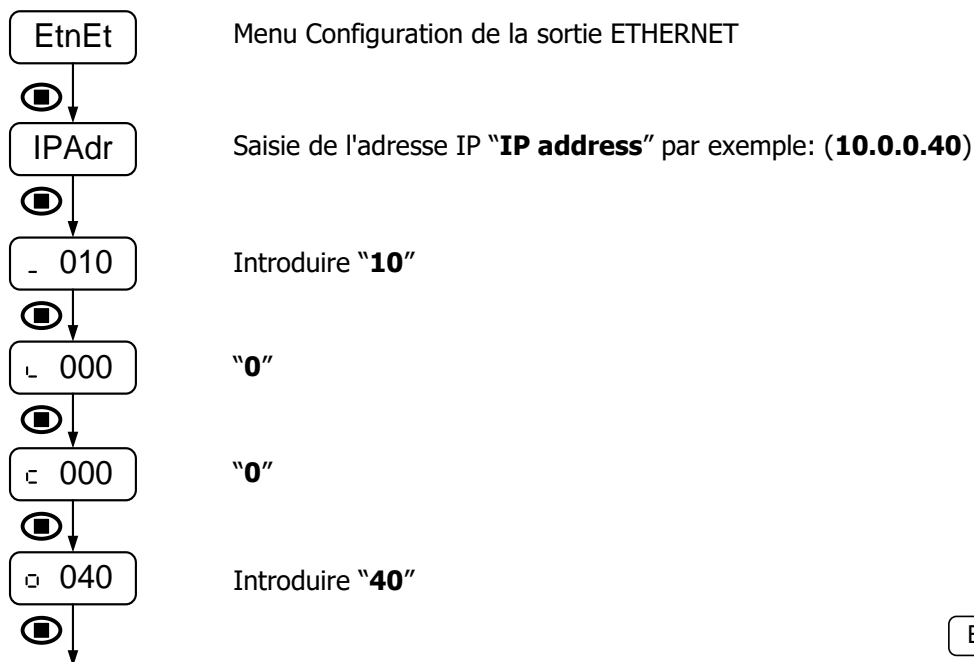 EtnEt Menu Configuration de la sortie ETHERNET
IPAdr Saisie de l'adresse IP “IP address” par exemple: (10.0.0.40)
_ 010 Introduire “10”
000 “0”
000 “0”
040 Introduire “40”